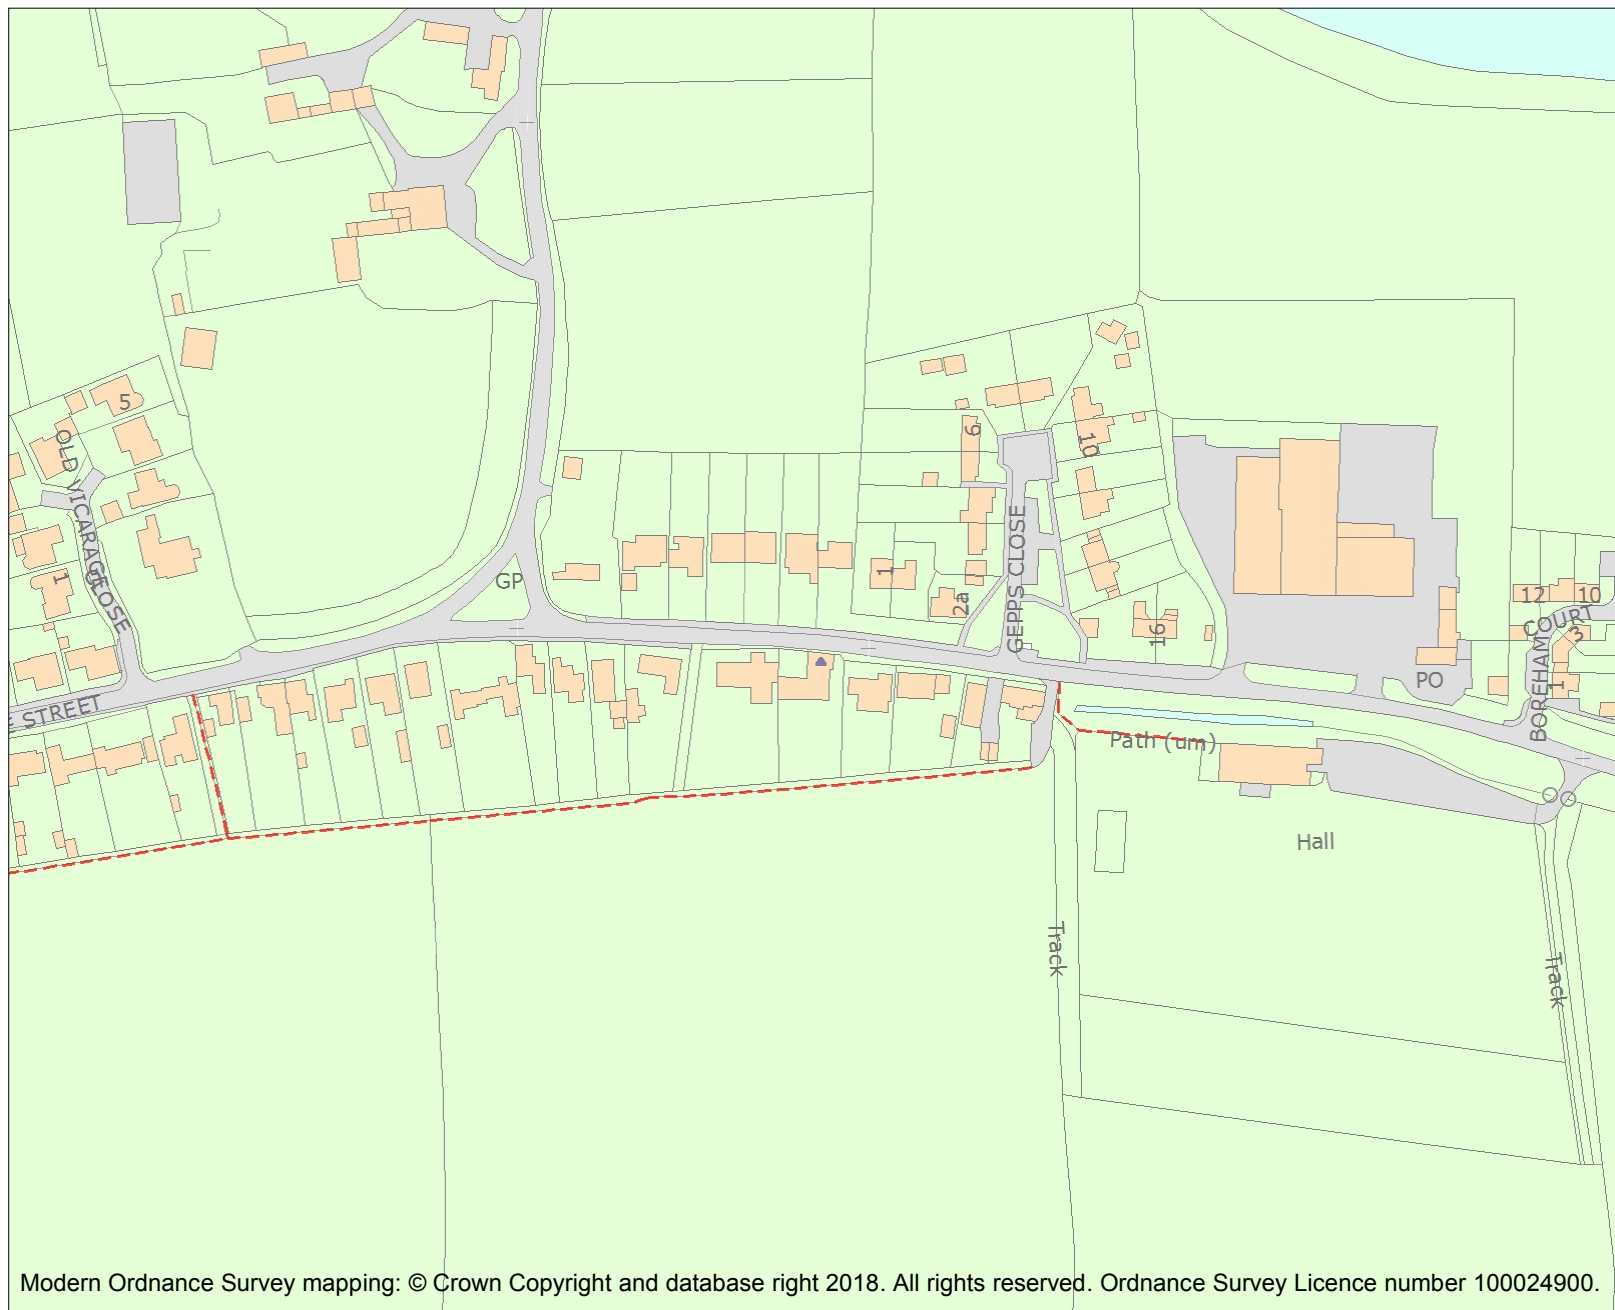 5
OLD VICARAGE
CLOSE
1
GP
6
10
GEPPS CLOSE
1
2a
16
12
10
COURT
3
BOREHAM
1
PO
E STREET
Path (um)
Hall
Track
Track
Modern Ordnance Survey mapping: © Crown Copyright and database right 2018. All rights reserved. Ordnance Survey Licence number 100024900.